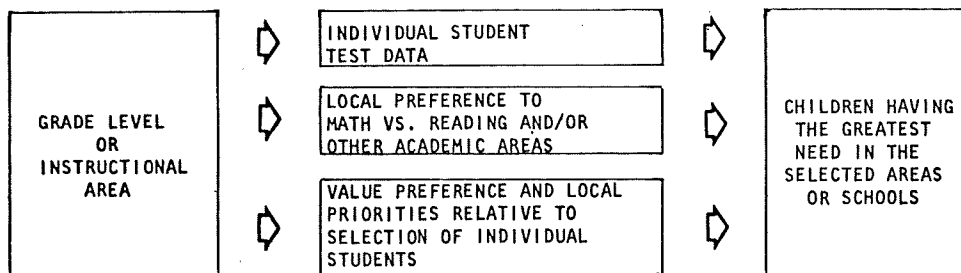 GRADE LEVEL
OR
INSTRUCTIONAL
AREA
INDIVIDUAL STUDENT
TEST DATA
LOCAL PREFERENCE TO
MATH VS. READING AND/OR
OTHER ACADEMIC AREAS
VALUE PREFERENCE AND LOCAL
PRIORITIES RELATIVE TO
SELECTION OF INDIVIDUAL
STUDENTS
CHILDREN HAVING
THE GREATEST
NEED IN THE
SELECTED AREAS
OR SCHOOLS